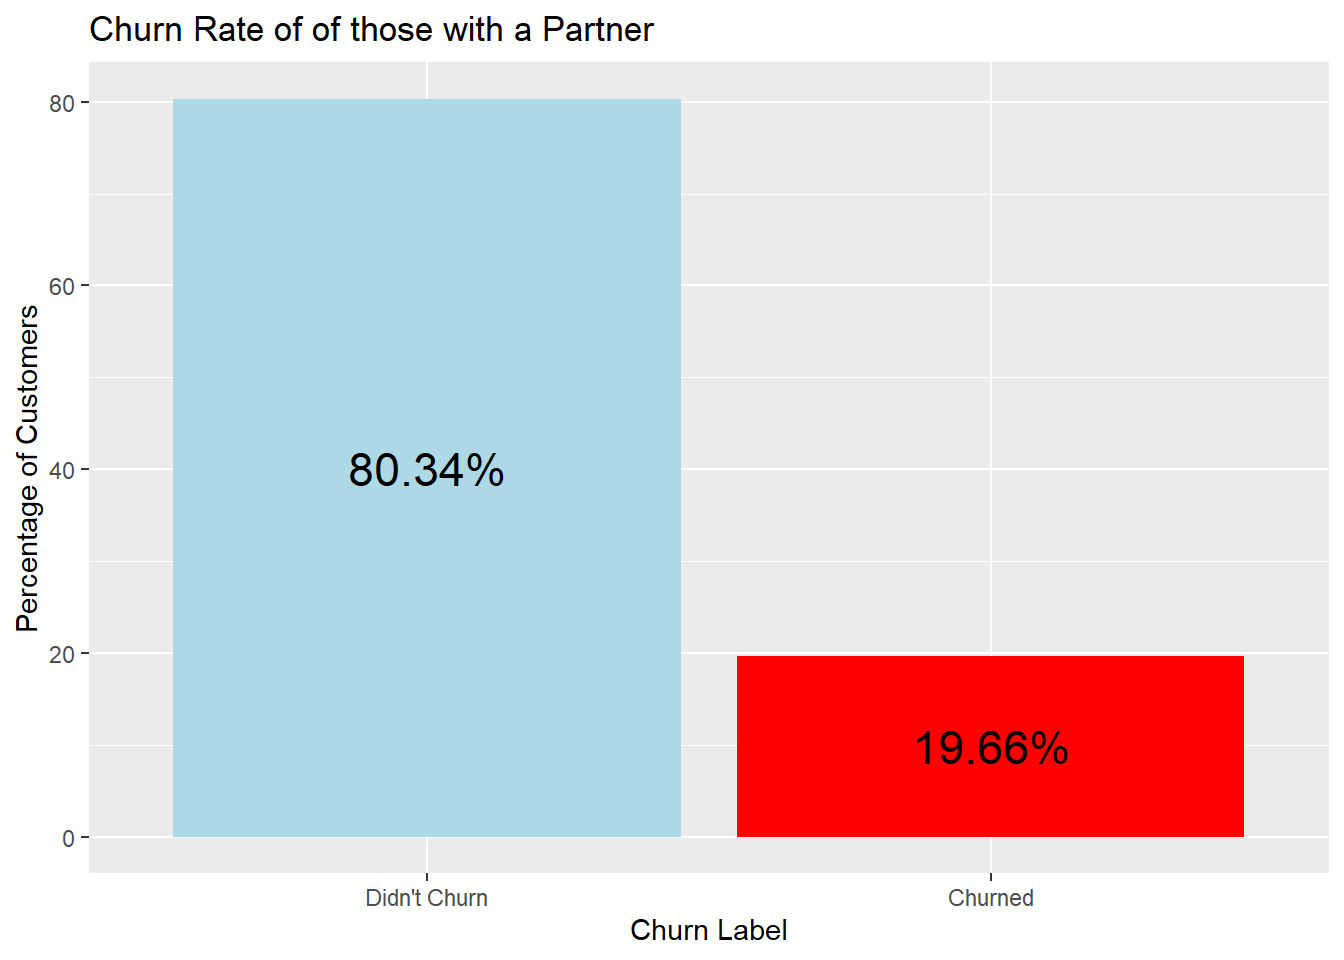 Churn Rate of of those with a Partner
Percentage of Customers
80
60
40
20
0
80.34%
19.66%
Didn't Churn
Churned
Churn Label